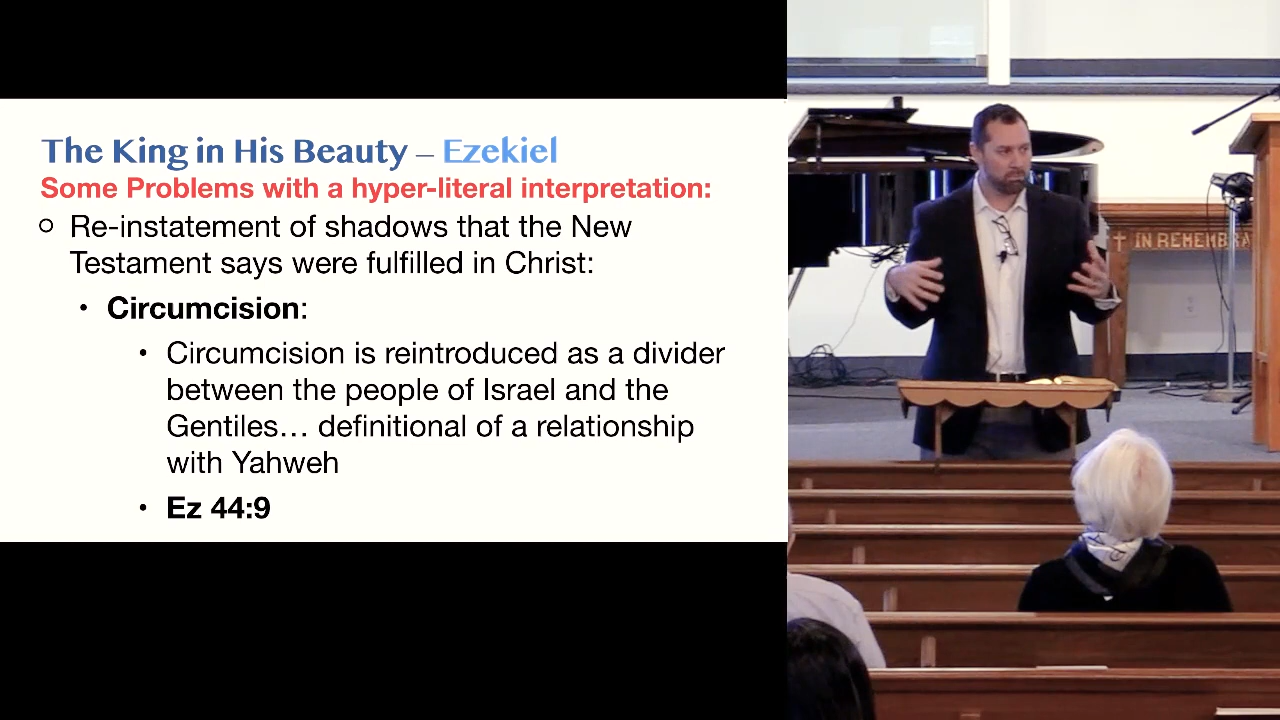 The King in His Beauty – Ezekiel
Some Problems with a hyper-literal interpretation:
Re-instatement of shadows that the New
Testament says were fulfilled in Christ:
• Circumcision:
• Circumcision is reintroduced as a divider
between the people of Israel and the
Gentiles… definitional of a relationship
with Yahweh
• Ez 44:9
IN REMEMBRA